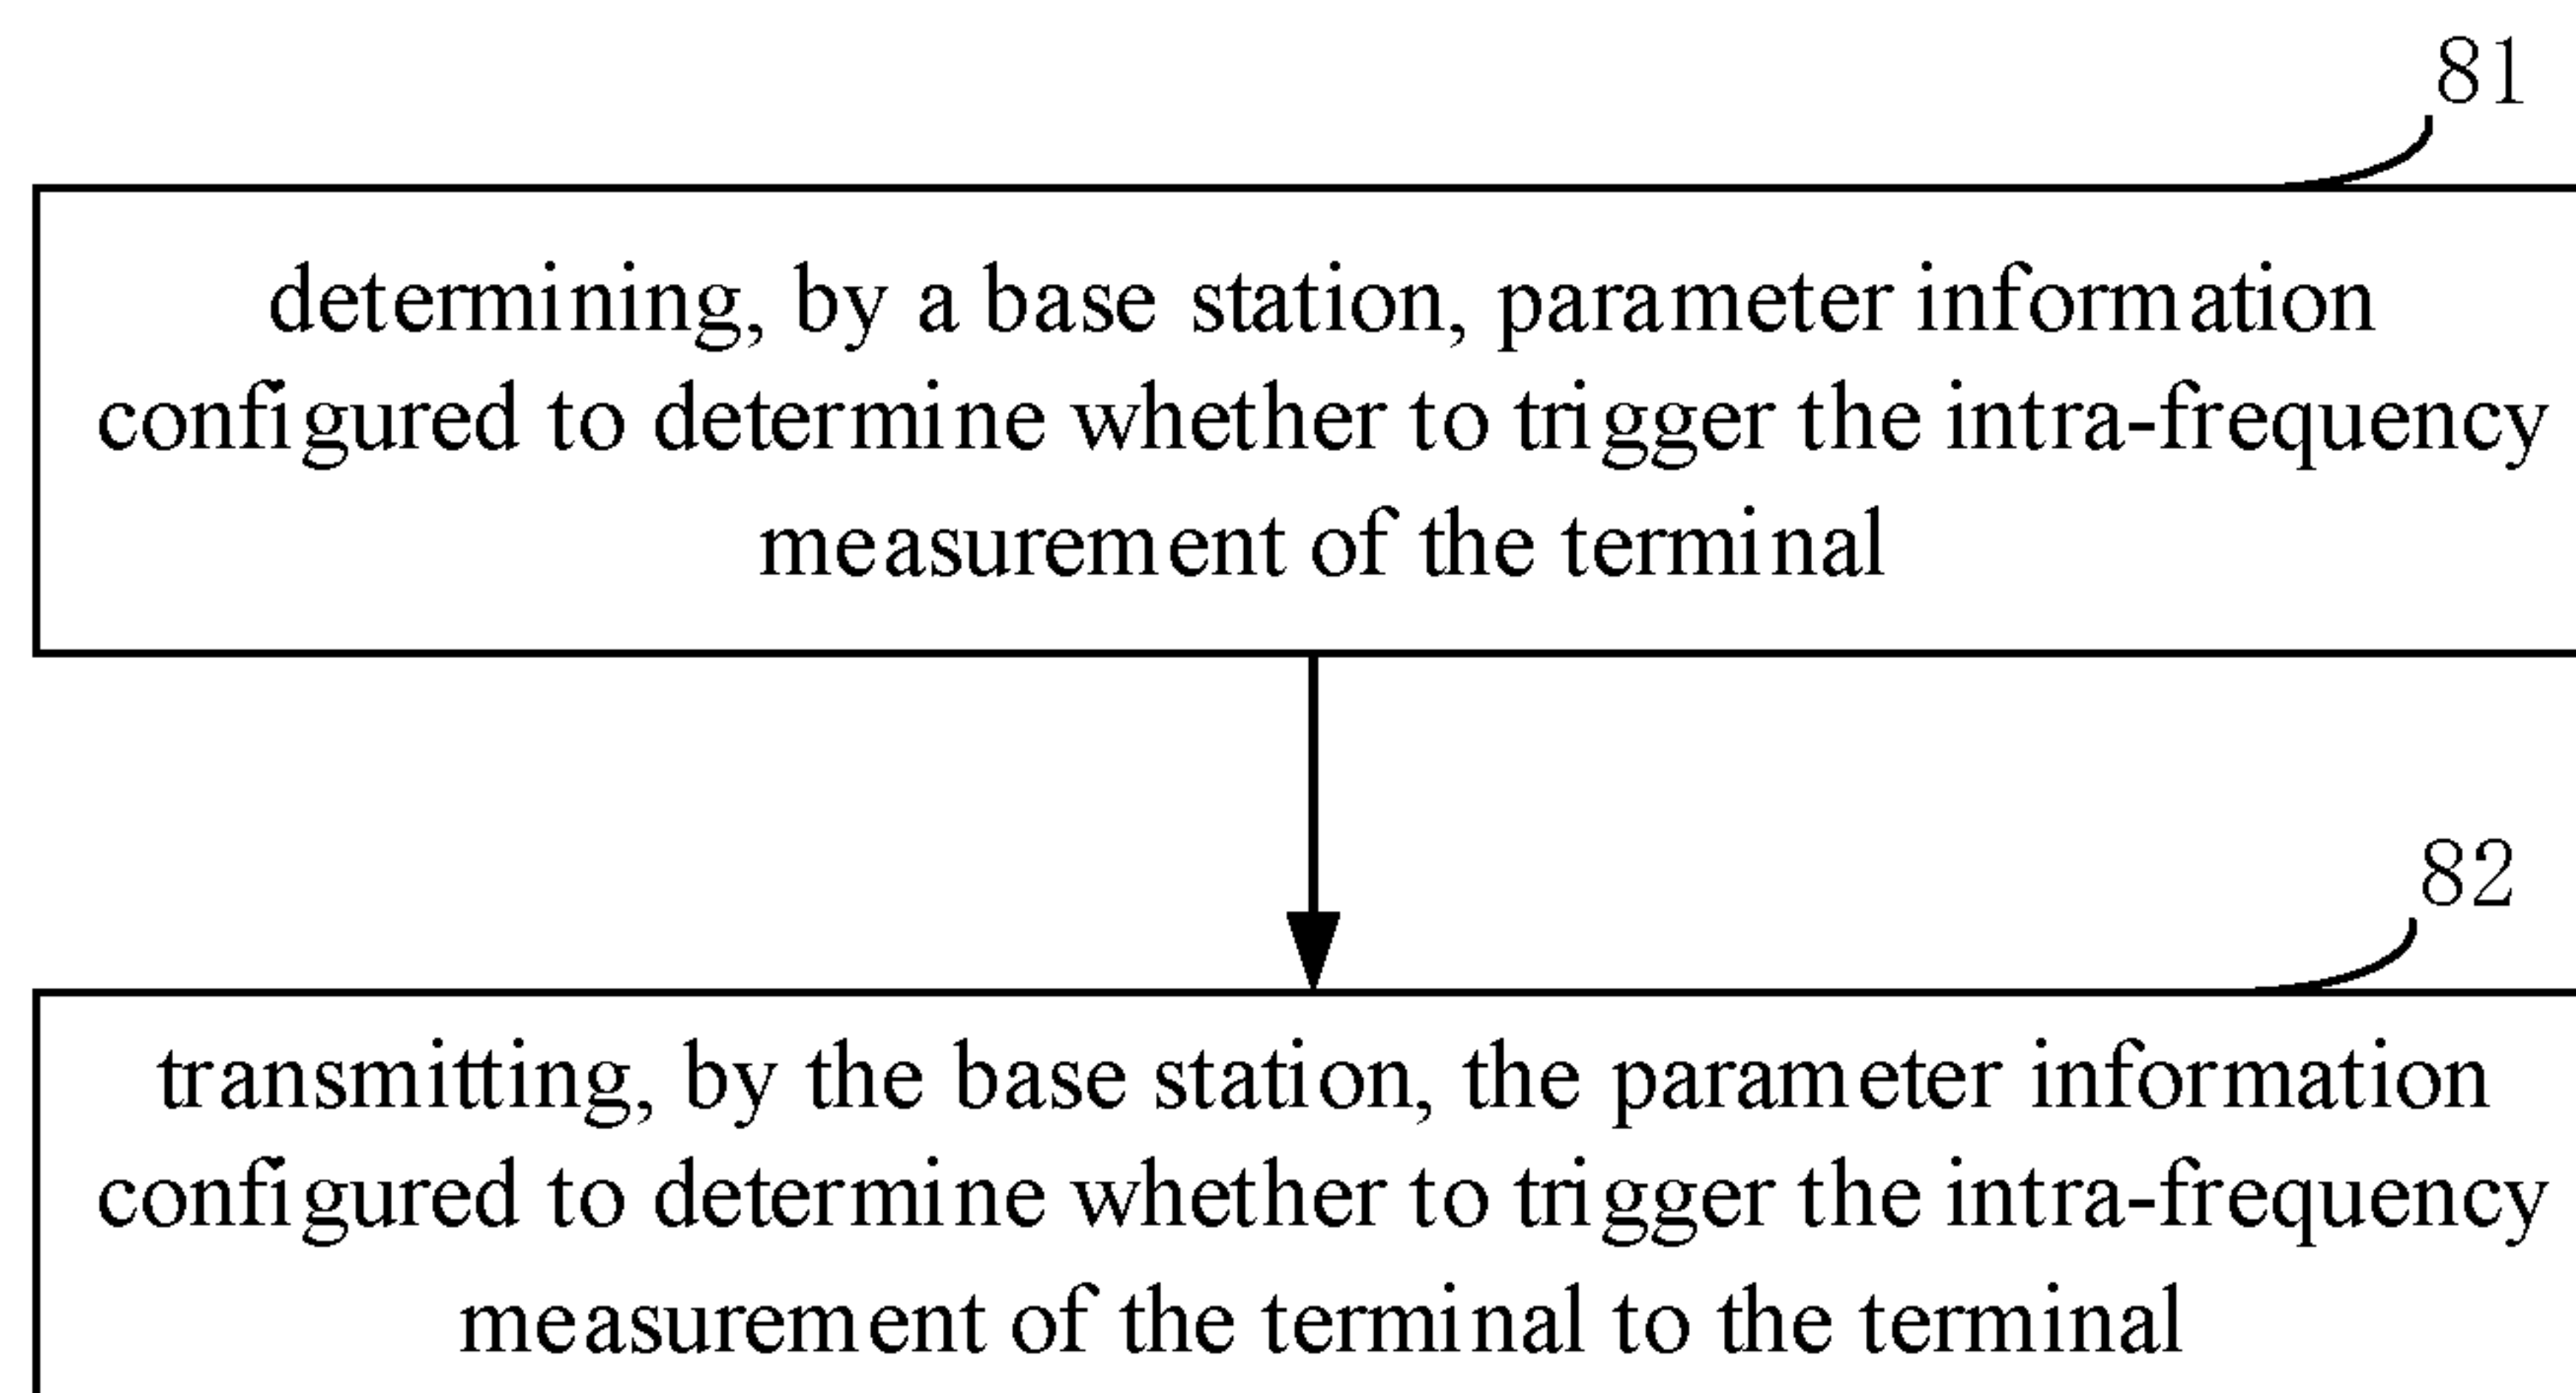 81
determining, by a base station, parameter information
configured to determine whether to trigger the intra-frequency
measurement of the terminal
82
transmitting, by the base station, the parameter information
configured to determine whether to trigger the intra-frequency
measurement of the terminal to the terminal